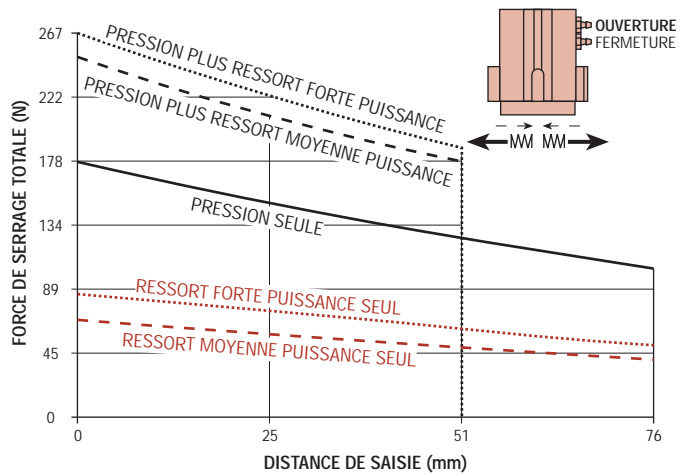 FORCE DE SERRAGE TOTALE (N)
267
222
178
134
89
45
0
PRESSION PLUS RESSORT FORTE PUISSANCE
PRESSION PLUS RESSORT MOYENNE PUISSANCE
PRESSION SEULE
RESSORT FORTE PUISSANCE SEUL
RESSORT MOYENNE PUISSANCE SEUL
OUVERTURE
FERMETURE
0
25
51
76
DISTANCE DE SAISIE (mm)